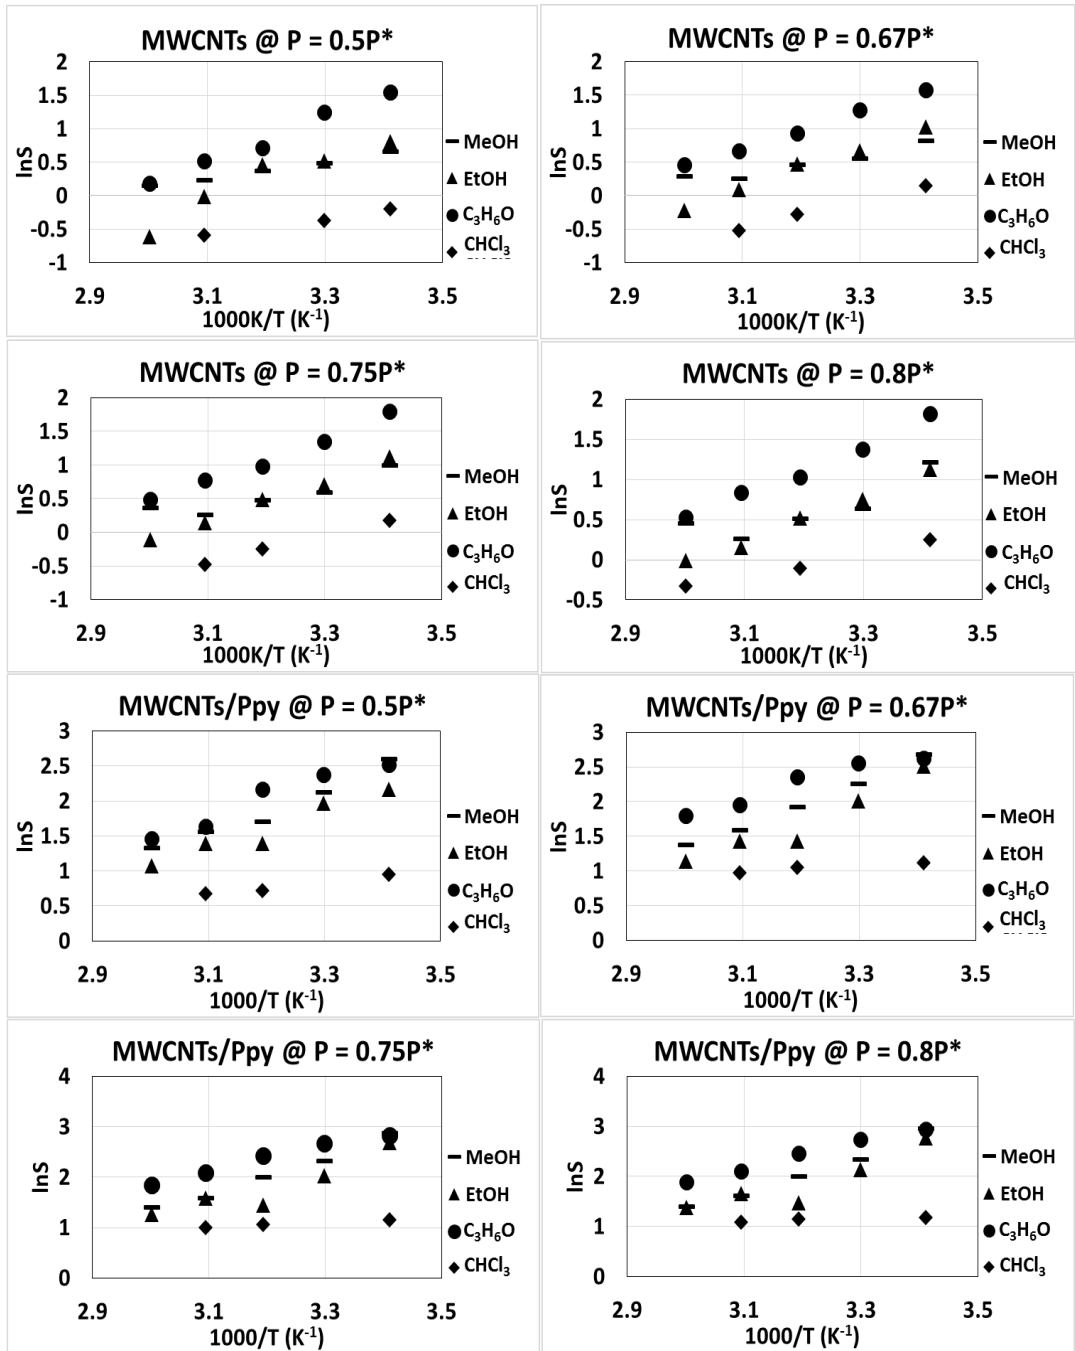 MWCNTs @ P = 0.5P*
2
1.5
1
0.5
0
-0.5
-1
lnS
2.9 3.1 3.3 3.5
1000K/T (K⁻¹)
MeOH
EtOH
C₃H₆O
CHCl₃
MWCNTs @ P = 0.67P*
2
1.5
1
0.5
0
-0.5
-1
lnS
2.9 3.1 3.3 3.5
1000K/T (K⁻¹)
MeOH
EtOH
C₃H₆O
CHCl₃
MWCNTs @ P = 0.75P*
2
1.5
1
0.5
0
-0.5
-1
lnS
2.9 3.1 3.3 3.5
1000K/T (K⁻¹)
MeOH
EtOH
C₃H₆O
CHCl₃
MWCNTs @ P = 0.8P*
2
1.5
1
0.5
0
-0.5
lnS
2.9 3.1 3.3 3.5
1000K/T (K⁻¹)
MeOH
EtOH
C₃H₆O
CHCl₃
MWCNTs/Ppy @ P = 0.5P*
3
2.5
2
1.5
1
0.5
0
lnS
2.9 3.1 3.3 3.5
1000/T (K⁻¹)
MeOH
EtOH
C₃H₆O
CHCl₃
MWCNTs/Ppy @ P = 0.67P*
3
2.5
2
1.5
1
0.5
0
lnS
2.9 3.1 3.3 3.5
1000/T (K⁻¹)
MeOH
EtOH
C₃H₆O
CHCl₃
MWCNTs/Ppy @ P = 0.75P*
4
3
2
1
0
lnS
2.9 3.1 3.3 3.5
1000/T (K⁻¹)
MeOH
EtOH
C₃H₆O
CHCl₃
MWCNTs/Ppy @ P = 0.8P*
4
3
2
1
0
lnS
2.9 3.1 3.3 3.5
1000/T (K⁻¹)
MeOH
EtOH
C₃H₆O
CHCl₃